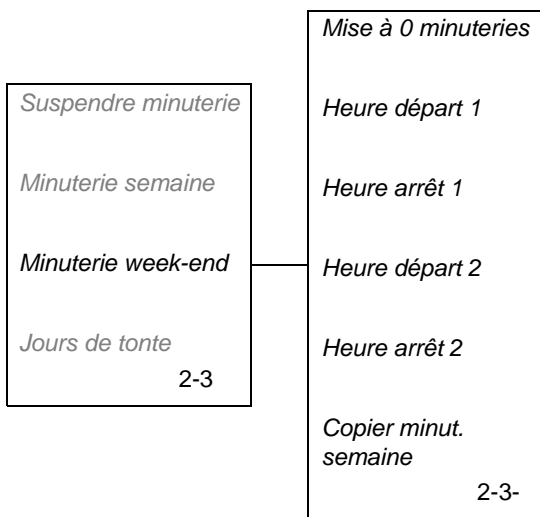 Suspendre minuterie
Minuterie semaine
Minuterie week-end
Jours de tonte
2-3
Mise à 0 minuteries
Heure départ 1
Heure arrêt 1
Heure départ 2
Heure arrêt 2
Copier minut.
semaine
2-3-